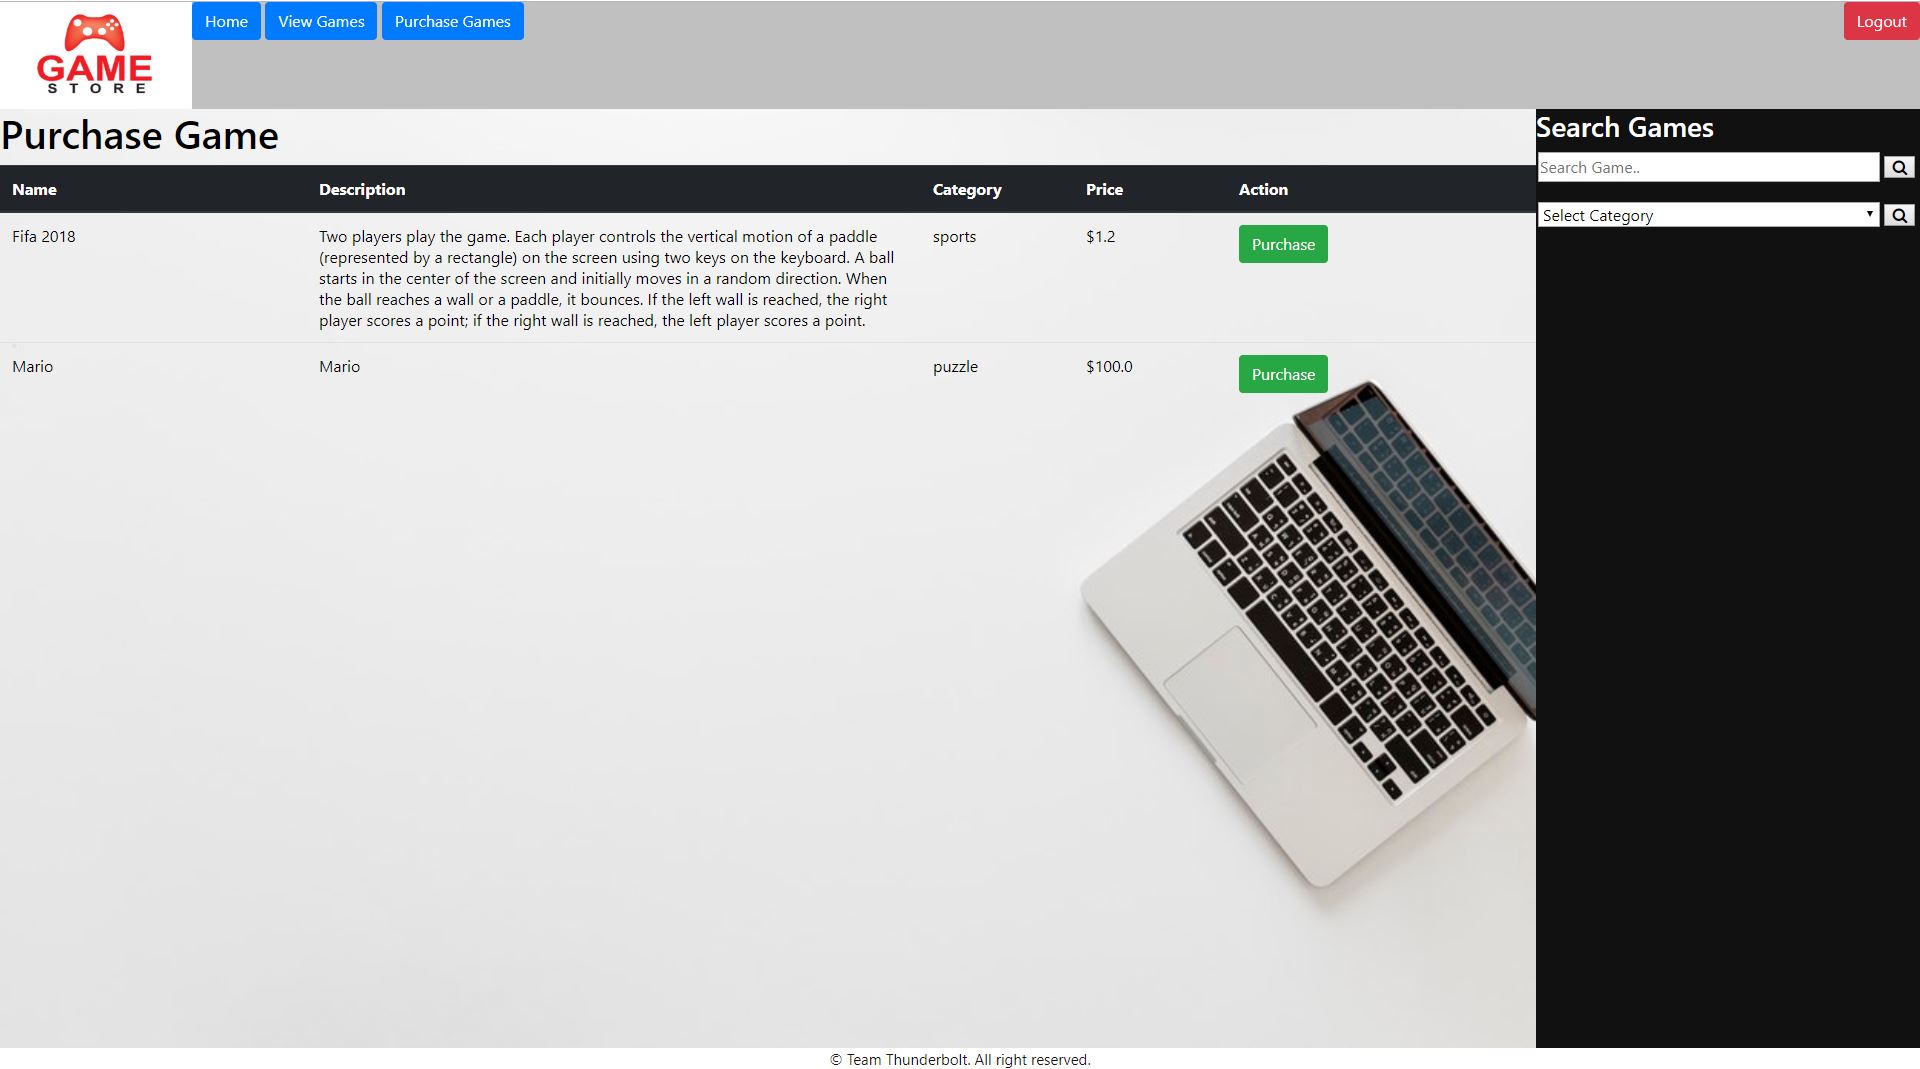 GAME
STORE
Home View Games Purchase Games Logout
Purchase Game
Name Description Category Price Action
Fifa 2018
Two players play the game. Each player controls the vertical motion of a paddle
(represented by a rectangle) on the screen using two keys on the keyboard. A ball
starts in the center of the screen and initially moves in a random direction. When
the ball reaches a wall or a paddle, it bounces. If the left wall is reached, the right
player scores a point; if the right wall is reached, the left player scores a point.
sports $1.2 Purchase
Mario Mario puzzle $100.0 Purchase
Search Games
Search Game..
Select Category
© Team Thunderbolt. All right reserved.